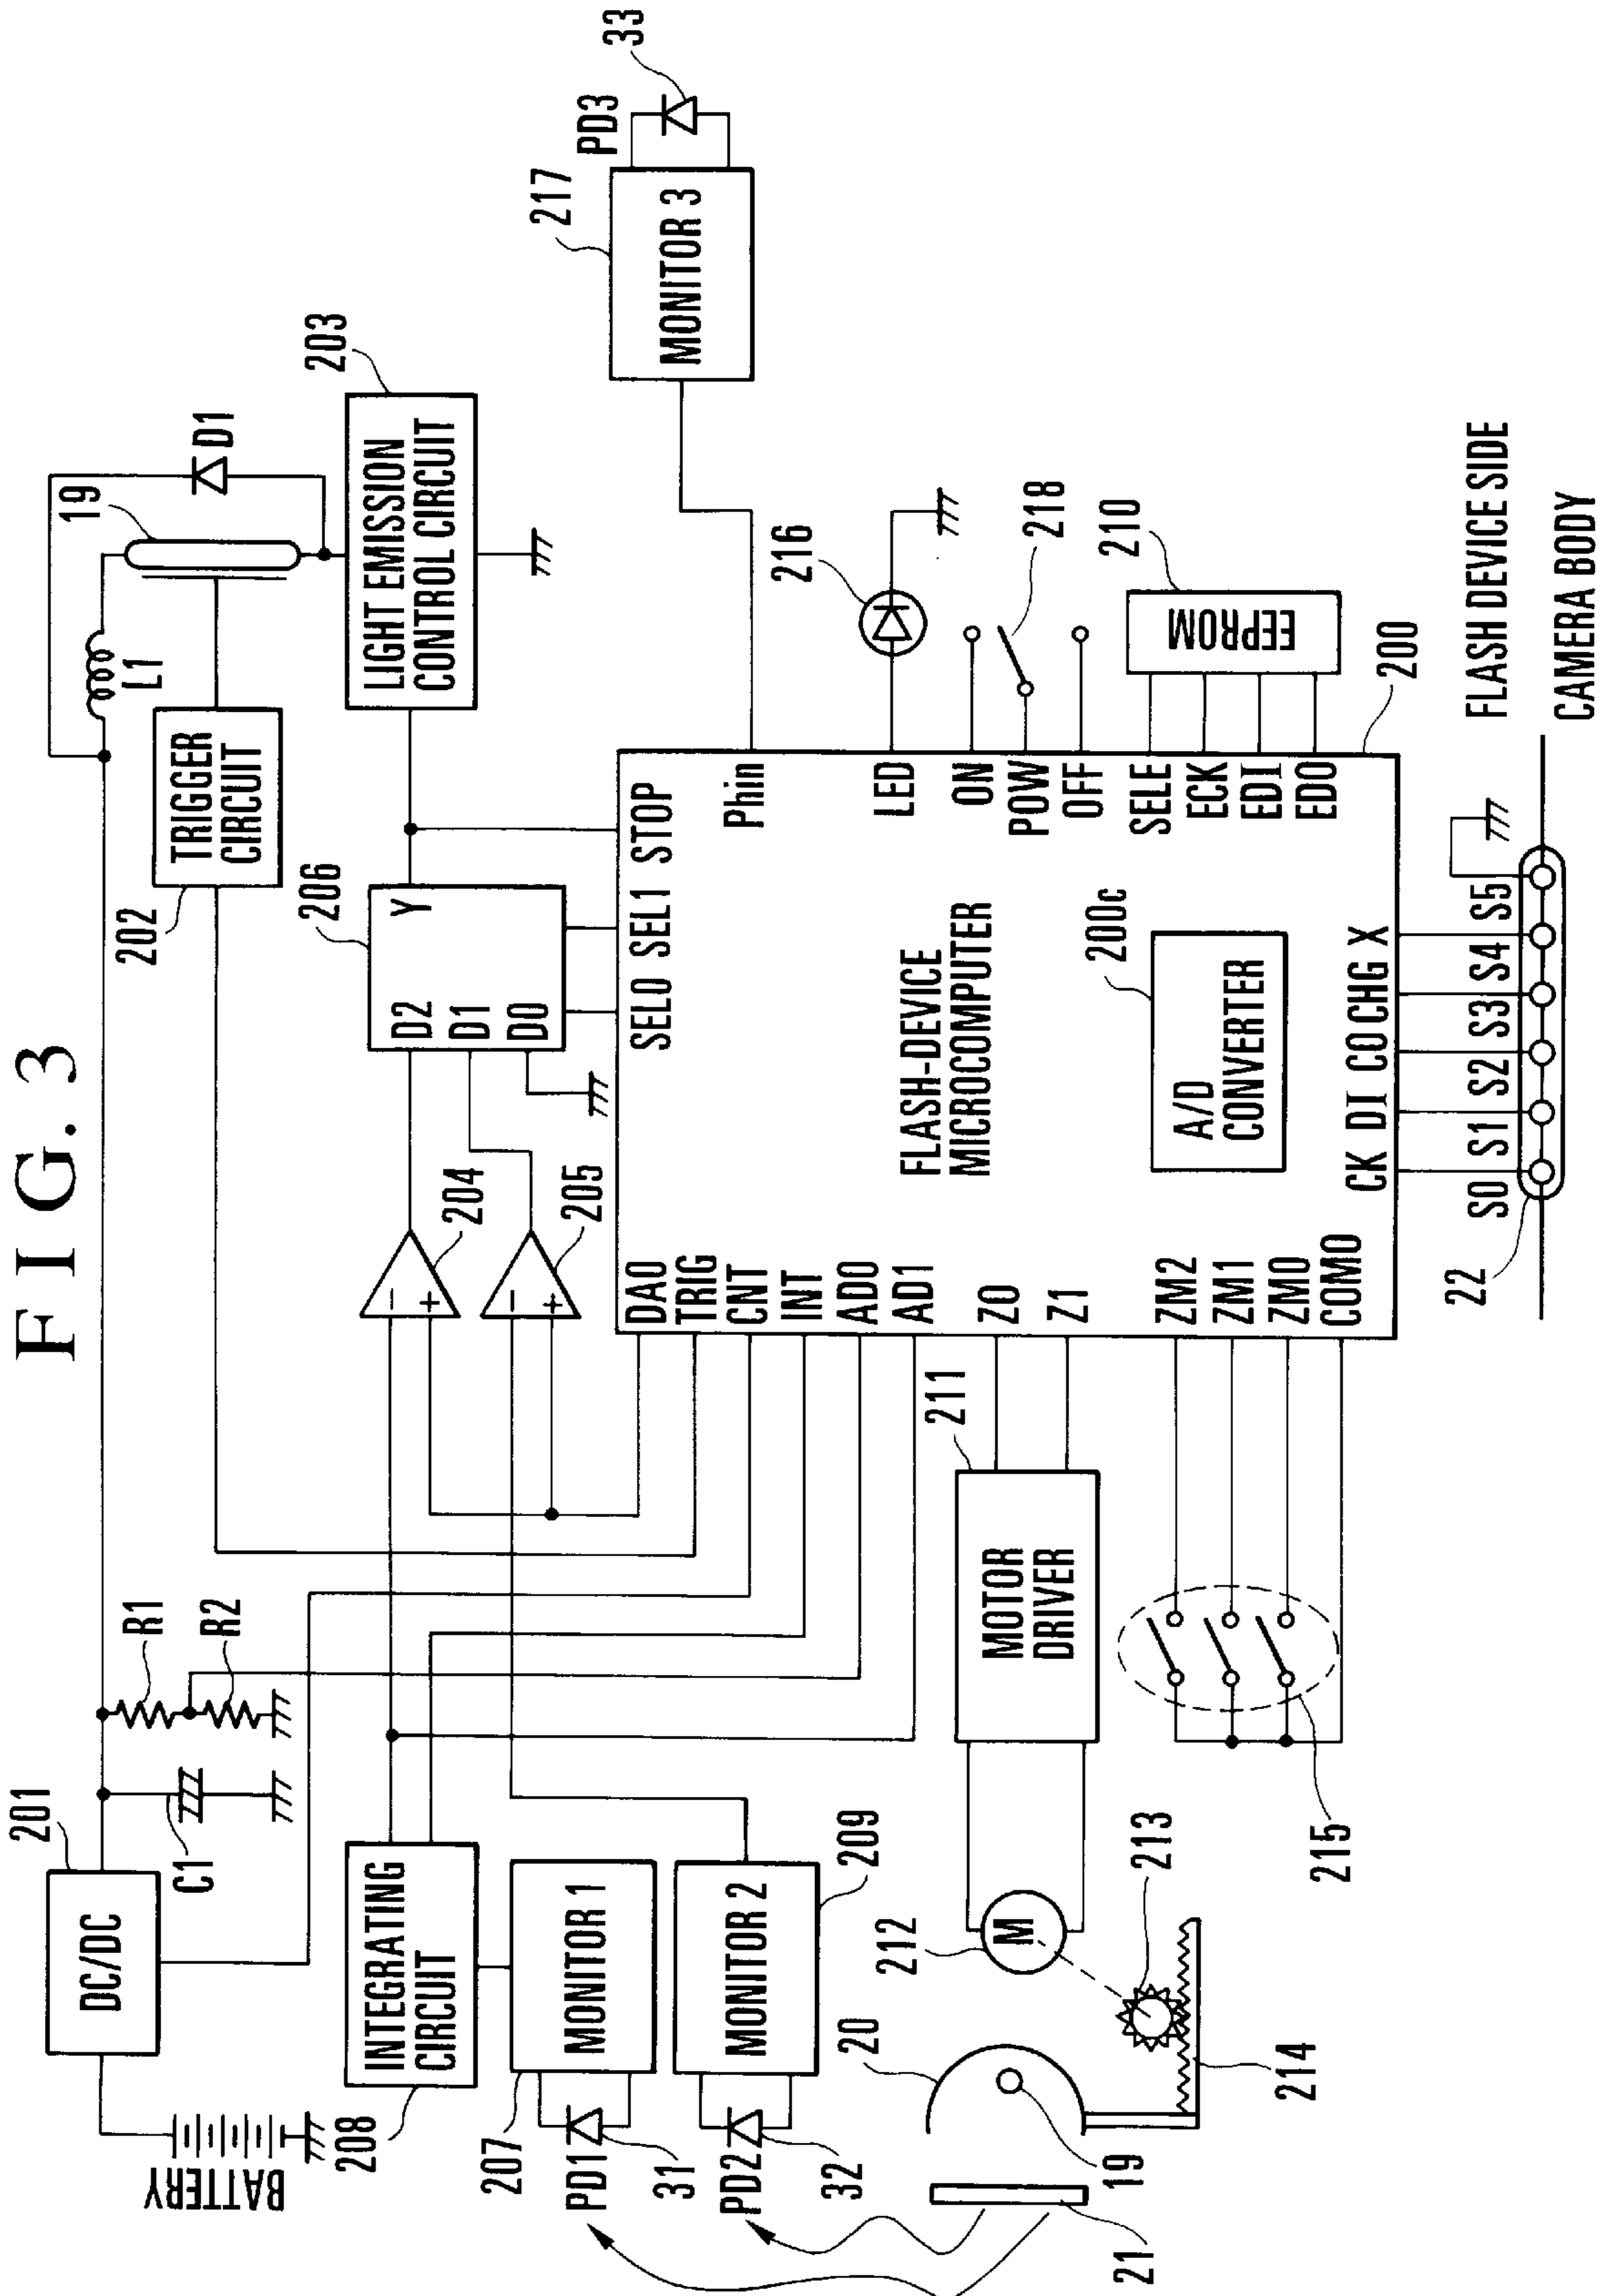 FIG. 3
BATTERY
DC/DC
201
C1
R1
R2
TRIGGER
CIRCUIT
202
L1
19
D1
LIGHT EMISSION
CONTROL CIRCUIT
203
206
Y
D2
D1
D0
204
-
+
205
-
+
INTEGRATING
CIRCUIT
208
MONITOR 1
207
PD1
31
MONITOR 2
209
PD2
32
MONITOR 3
217
PD3
33
SEL0 SEL1 STOP
DA0
TRIG
CNT
INT
AD0
AD1
Z0
Z1
ZM2
ZM1
ZM0
COM0
FLASH-DEVICE
MICROCOMPUTER
A/D
CONVERTER
200c
Phin
LED
ON
POW
OFF
SELE
ECK
EDI
EDO
216
218
EEPROM
210
200
MOTOR
DRIVER
211
M
212
213
214
215
20
19
21
CK DI CO CHG X
S0 S1 S2 S3 S4 S5
22
FLASH DEVICE SIDE
CAMERA BODY